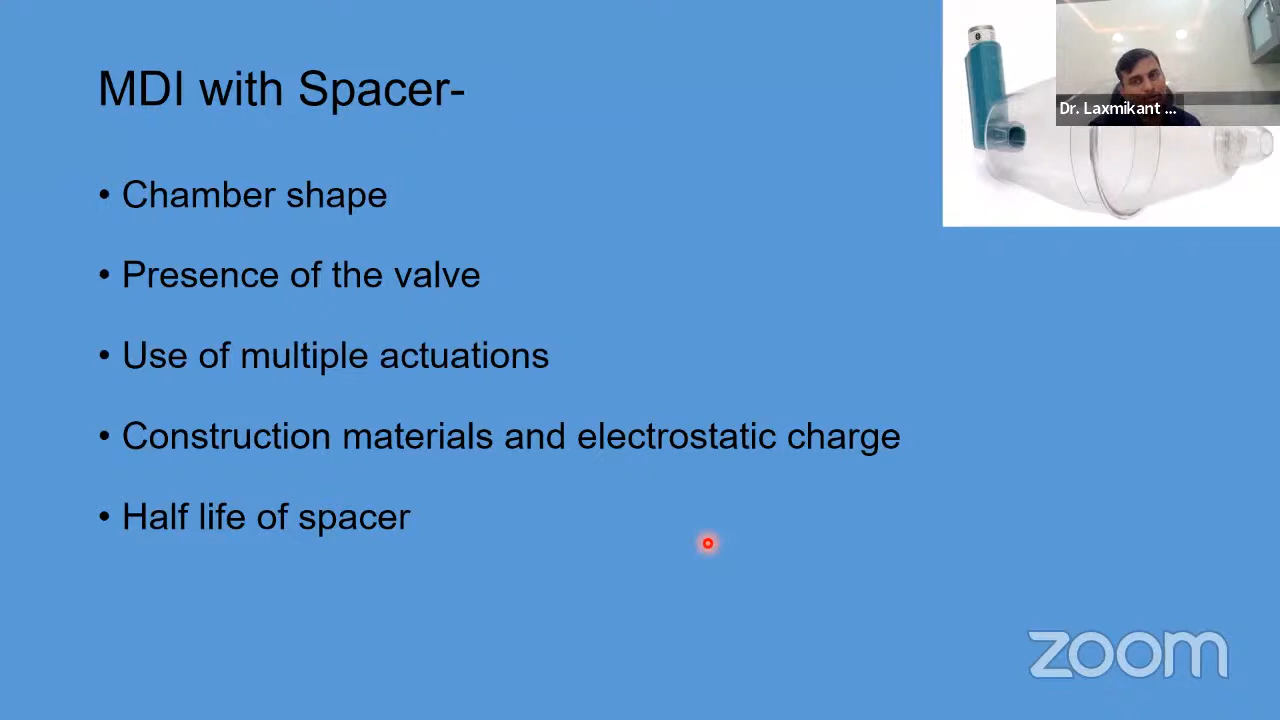 MDI with Spacer-
Dr. Laxmikant ...
• Chamber shape
• Presence of the valve
• Use of multiple actuations
• Construction materials and electrostatic charge
• Half life of spacer
zoom